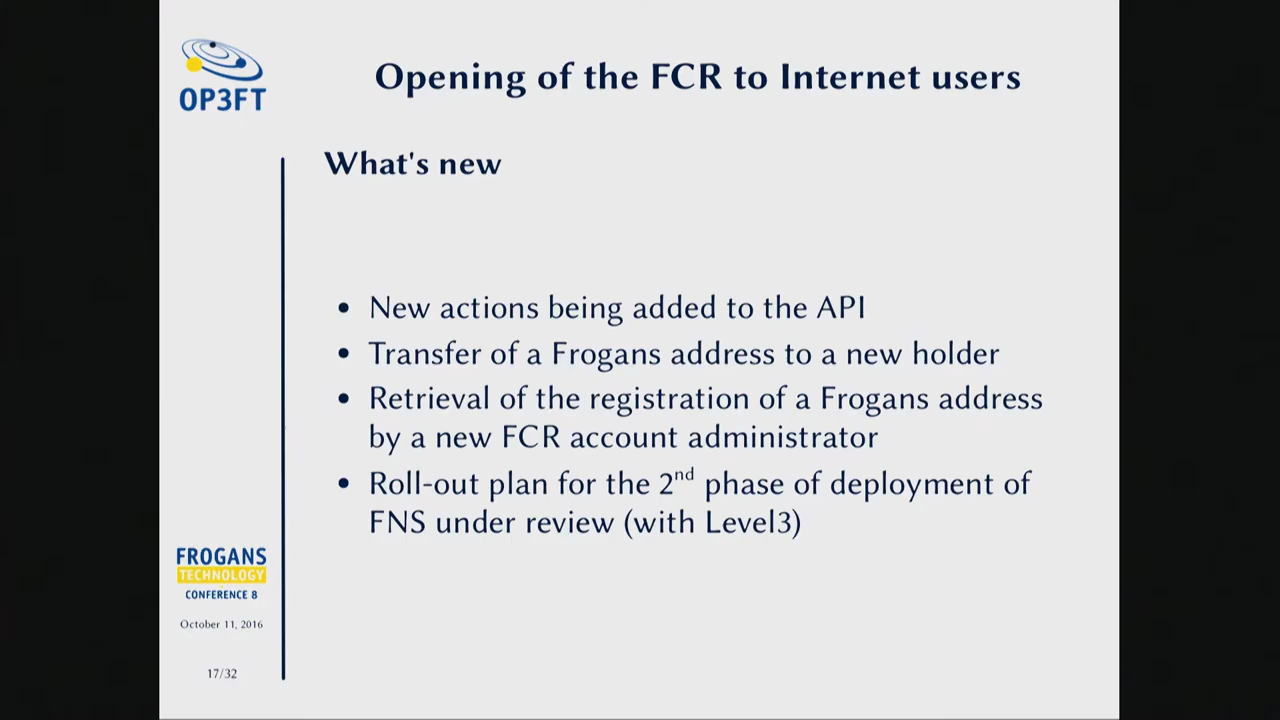 OP3FT
Opening of the FCR to Internet users
What's new
• New actions being added to the API
• Transfer of a Frogans address to a new holder
• Retrieval of the registration of a Frogans address
by a new FCR account administrator
• Roll-out plan for the 2nd phase of deployment of
FNS under review (with Level3)
FROGANS
TECHNOLOGY
CONFERENCE 8
October 11, 2016
17/32